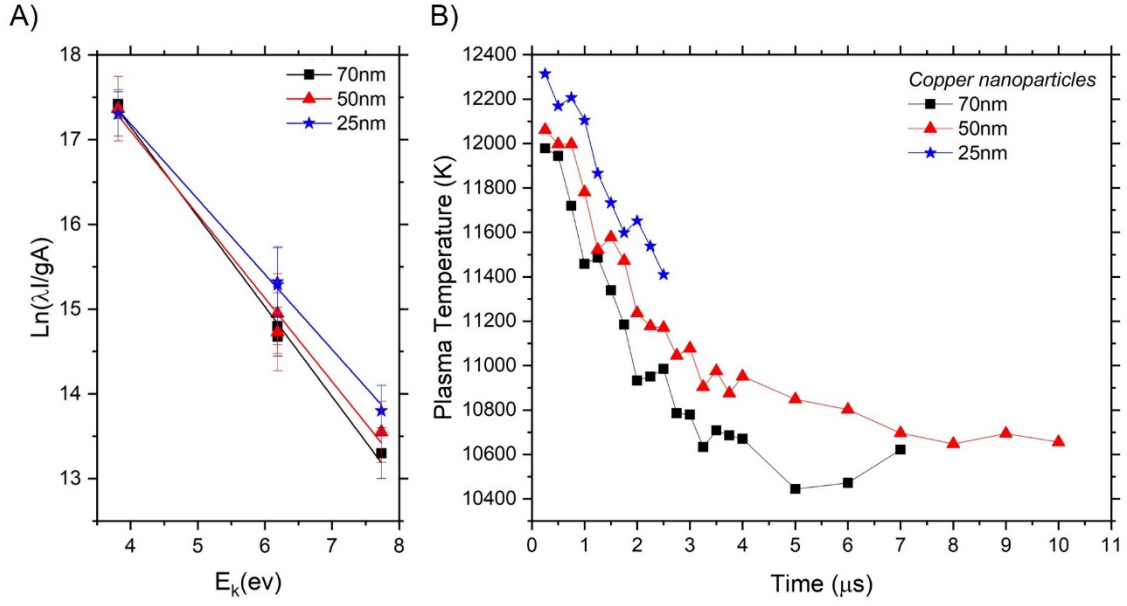 A)
18
17
16
15
14
13
4
5
6
7
8
Ln(λI/gA)
E_k(ev)
70nm
50nm
25nm
B)
12400
12200
12000
11800
11600
11400
11200
11000
10800
10600
10400
0
1
2
3
4
5
6
7
8
9
10
11
Plasma Temperature (K)
Time (μs)
Copper nanoparticles
70nm
50nm
25nm